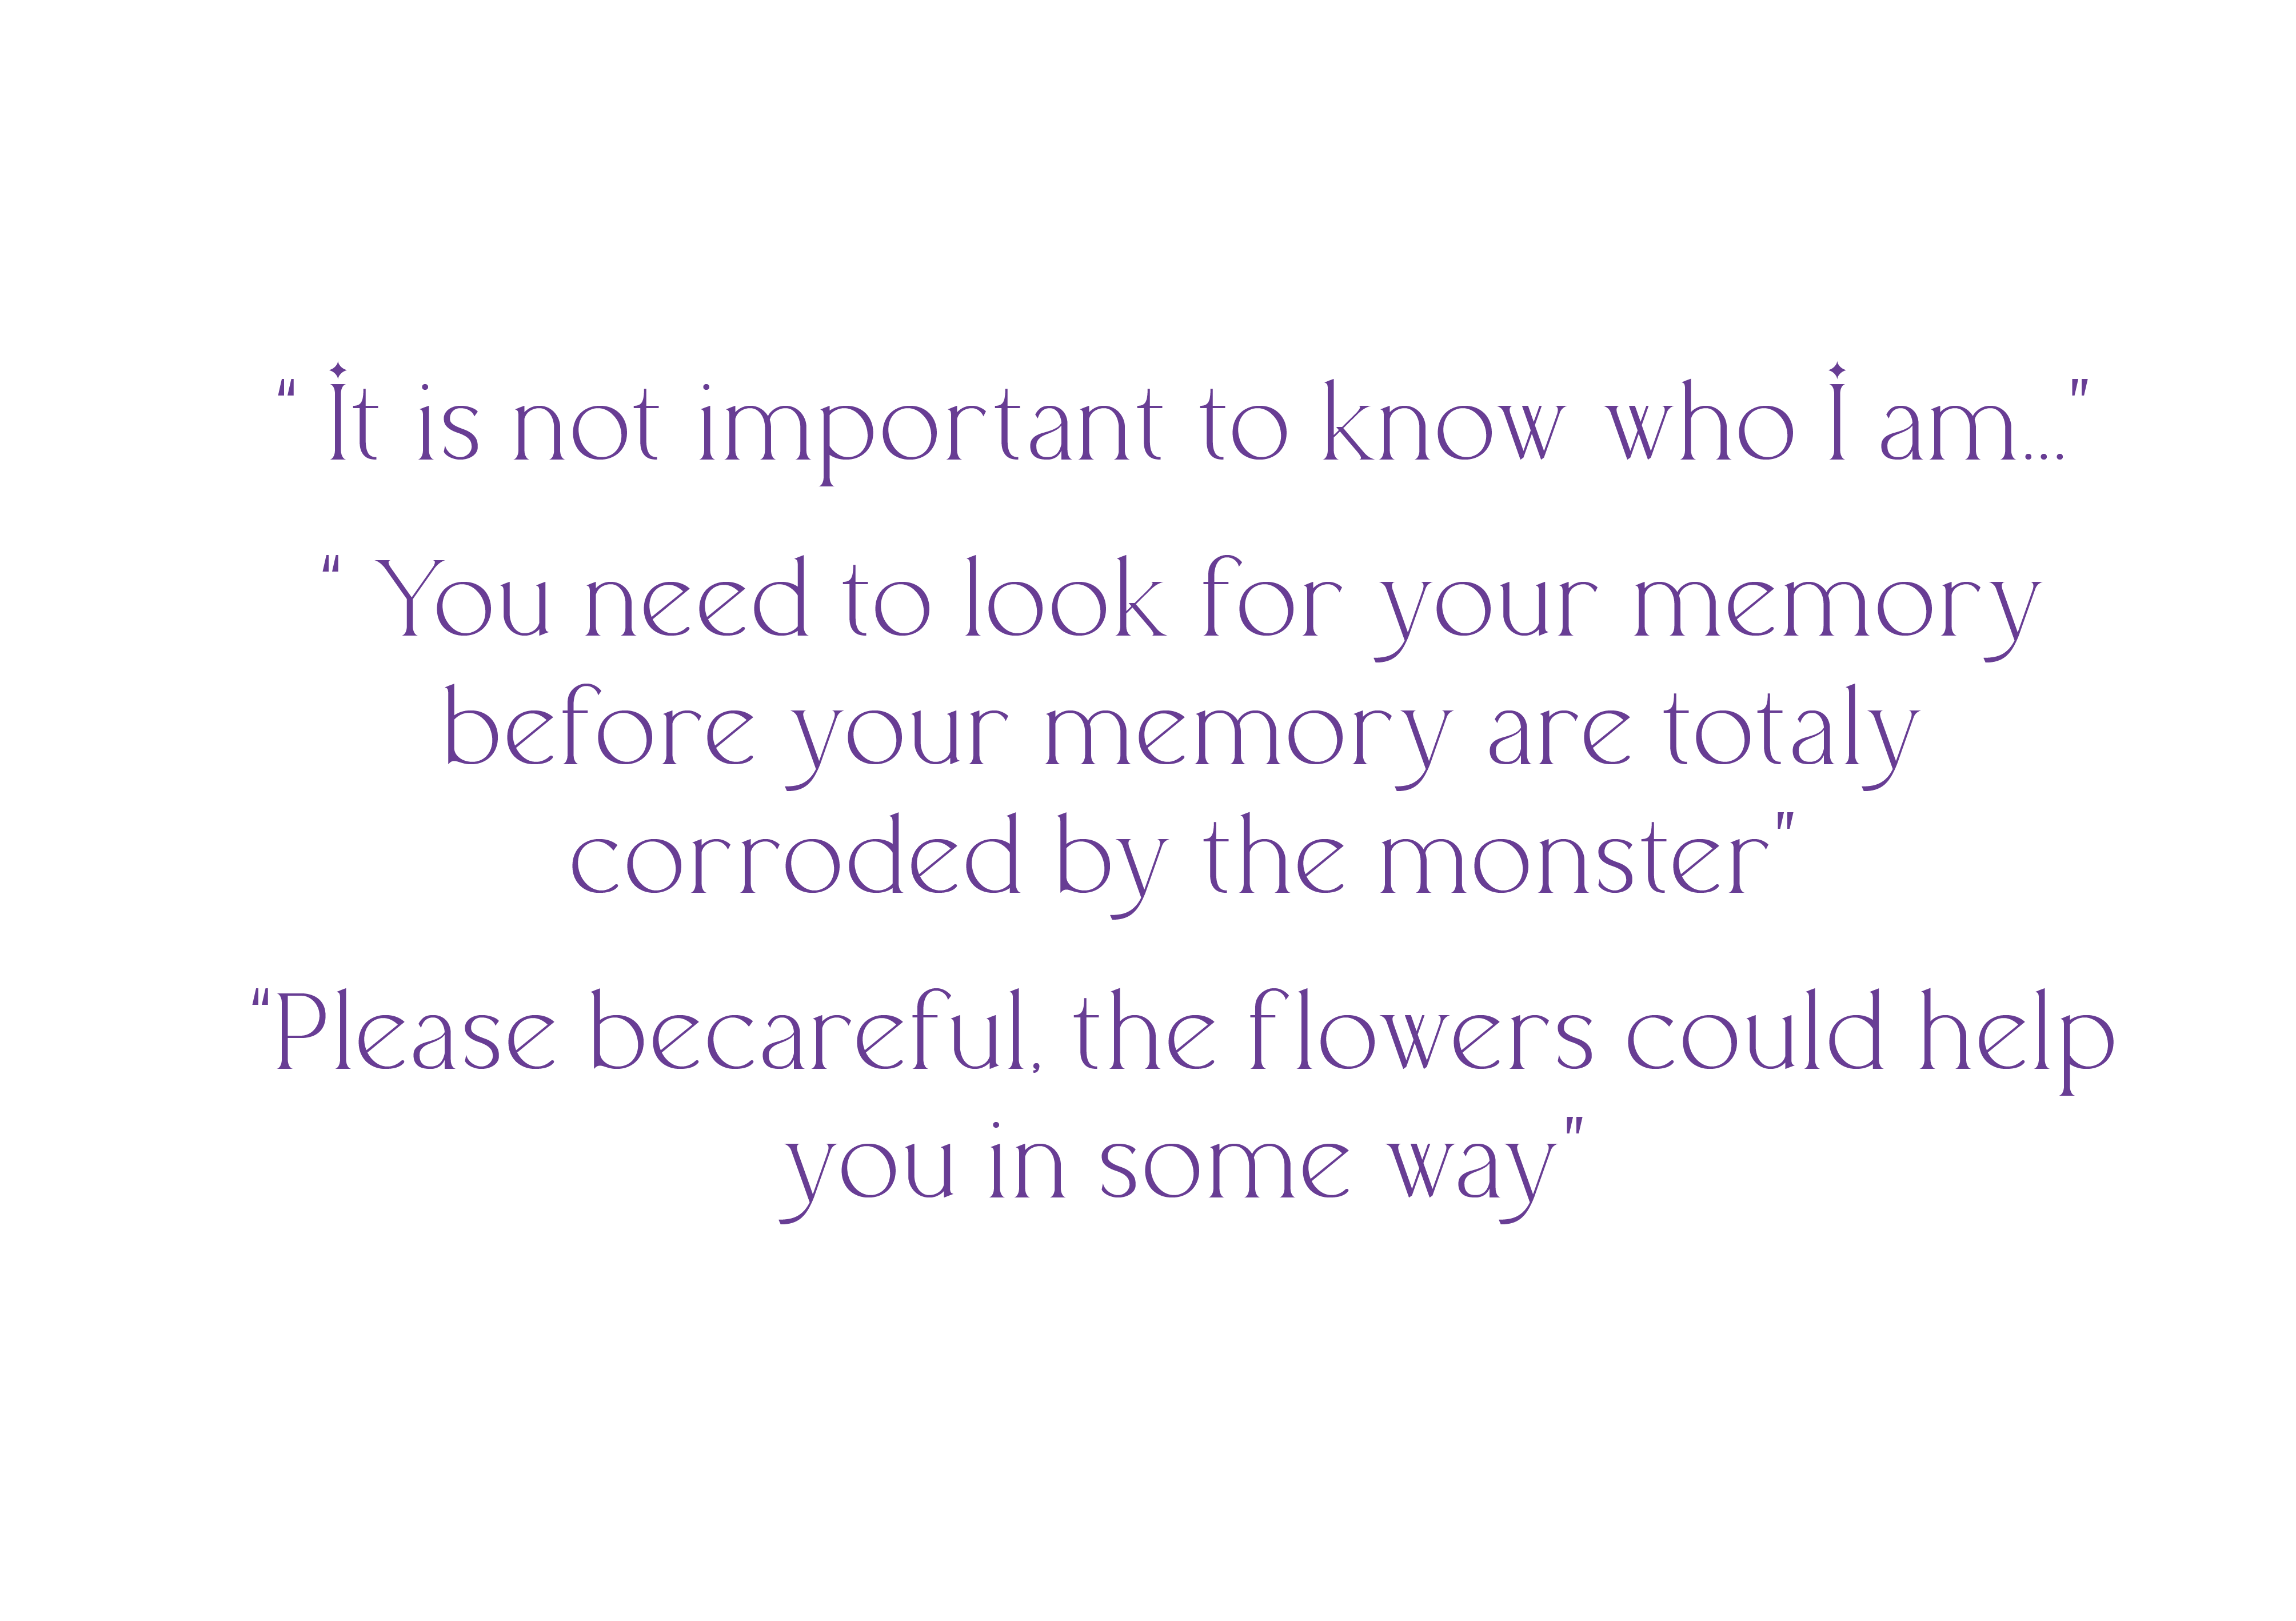 “ It is not important to know who I am...”
“ You need to look for your memory
before your memory are totaly
corroded by the monster”
“Please becareful, the flowers could help
you in some way”